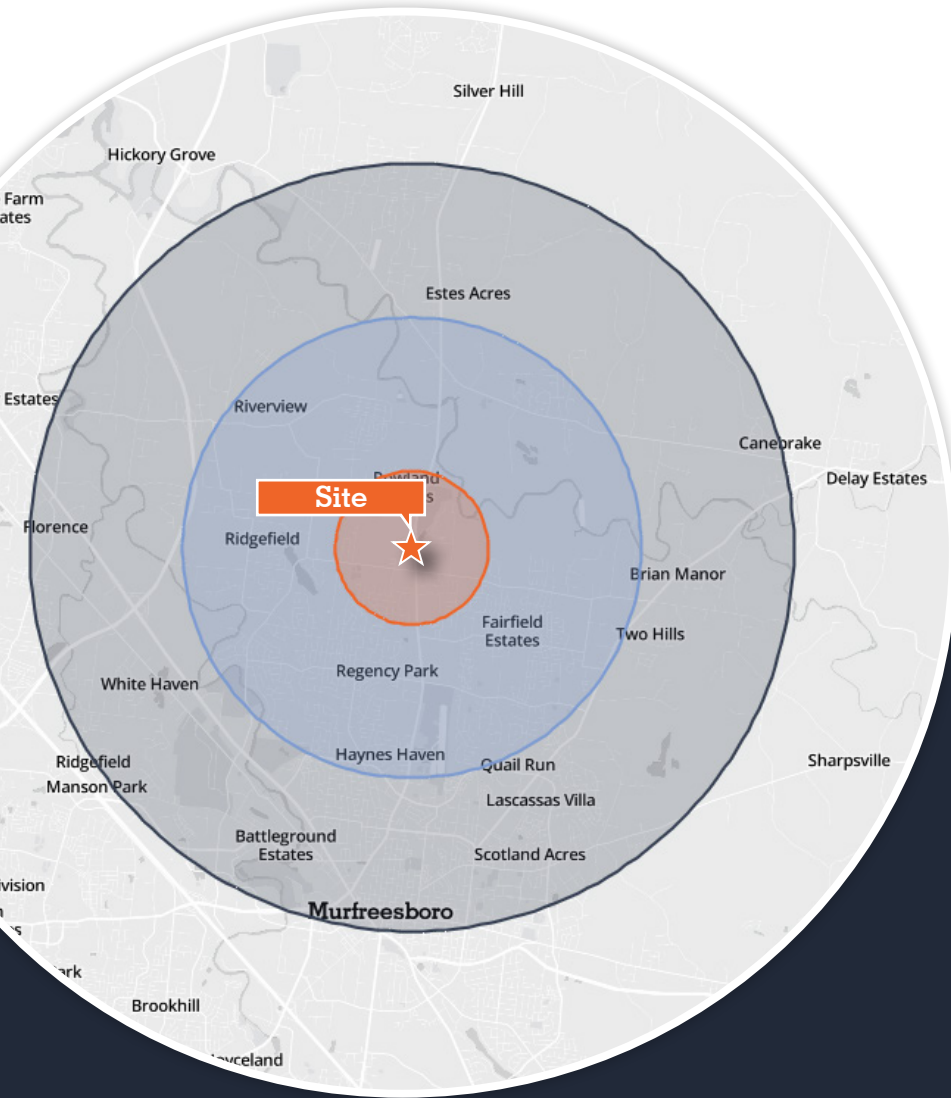 Silver Hill
Hickory Grove
Farm
ates
Estes Acres
Estates
Riverview
Canebrake
Delay Estates
Site
Florence
Ridgefield
Brian Manor
Fairfield
Estates
Two Hills
Regency Park
White Haven
Haynes Haven
Quail Run
Ridgefield
Sharpsville
Manson Park
Lascassas Villa
Battleground
Estates
Scotland Acres
ivision
Murfreesboro
ark
Brookhill